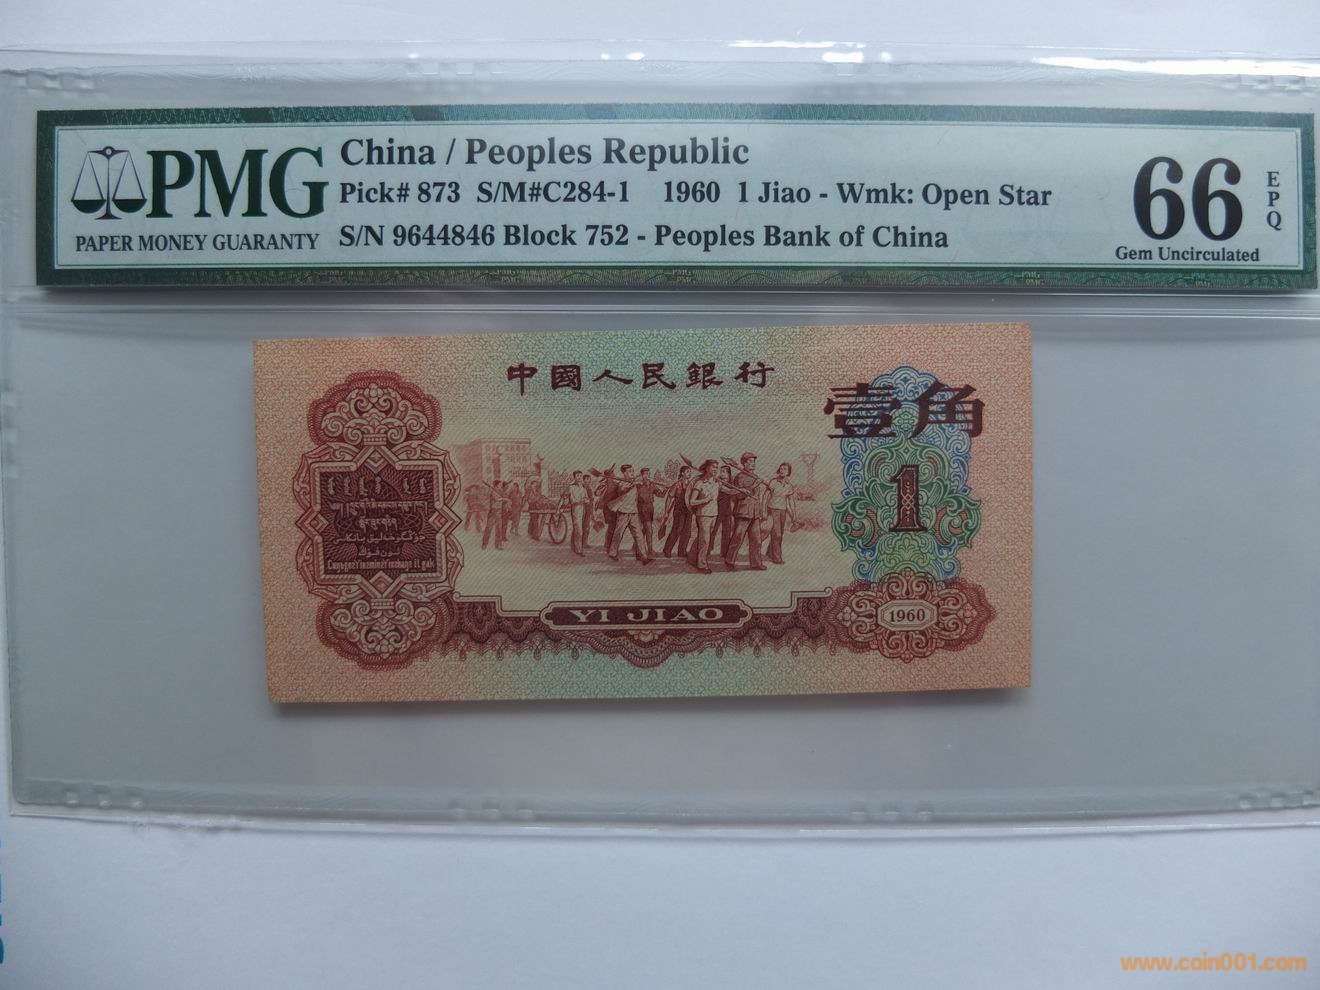 PMG
PAPER MONEY GUARANTY
China / Peoples Republic
Pick# 873 S/M#C284-1 1960 1 Jiao - Wmk: Open Star
S/N 9644846 Block 752 - Peoples Bank of China
66
EPQ
Gem Uncirculated
中國人民銀行
壹角
1
YI JIAO
1960
www.coin001.com